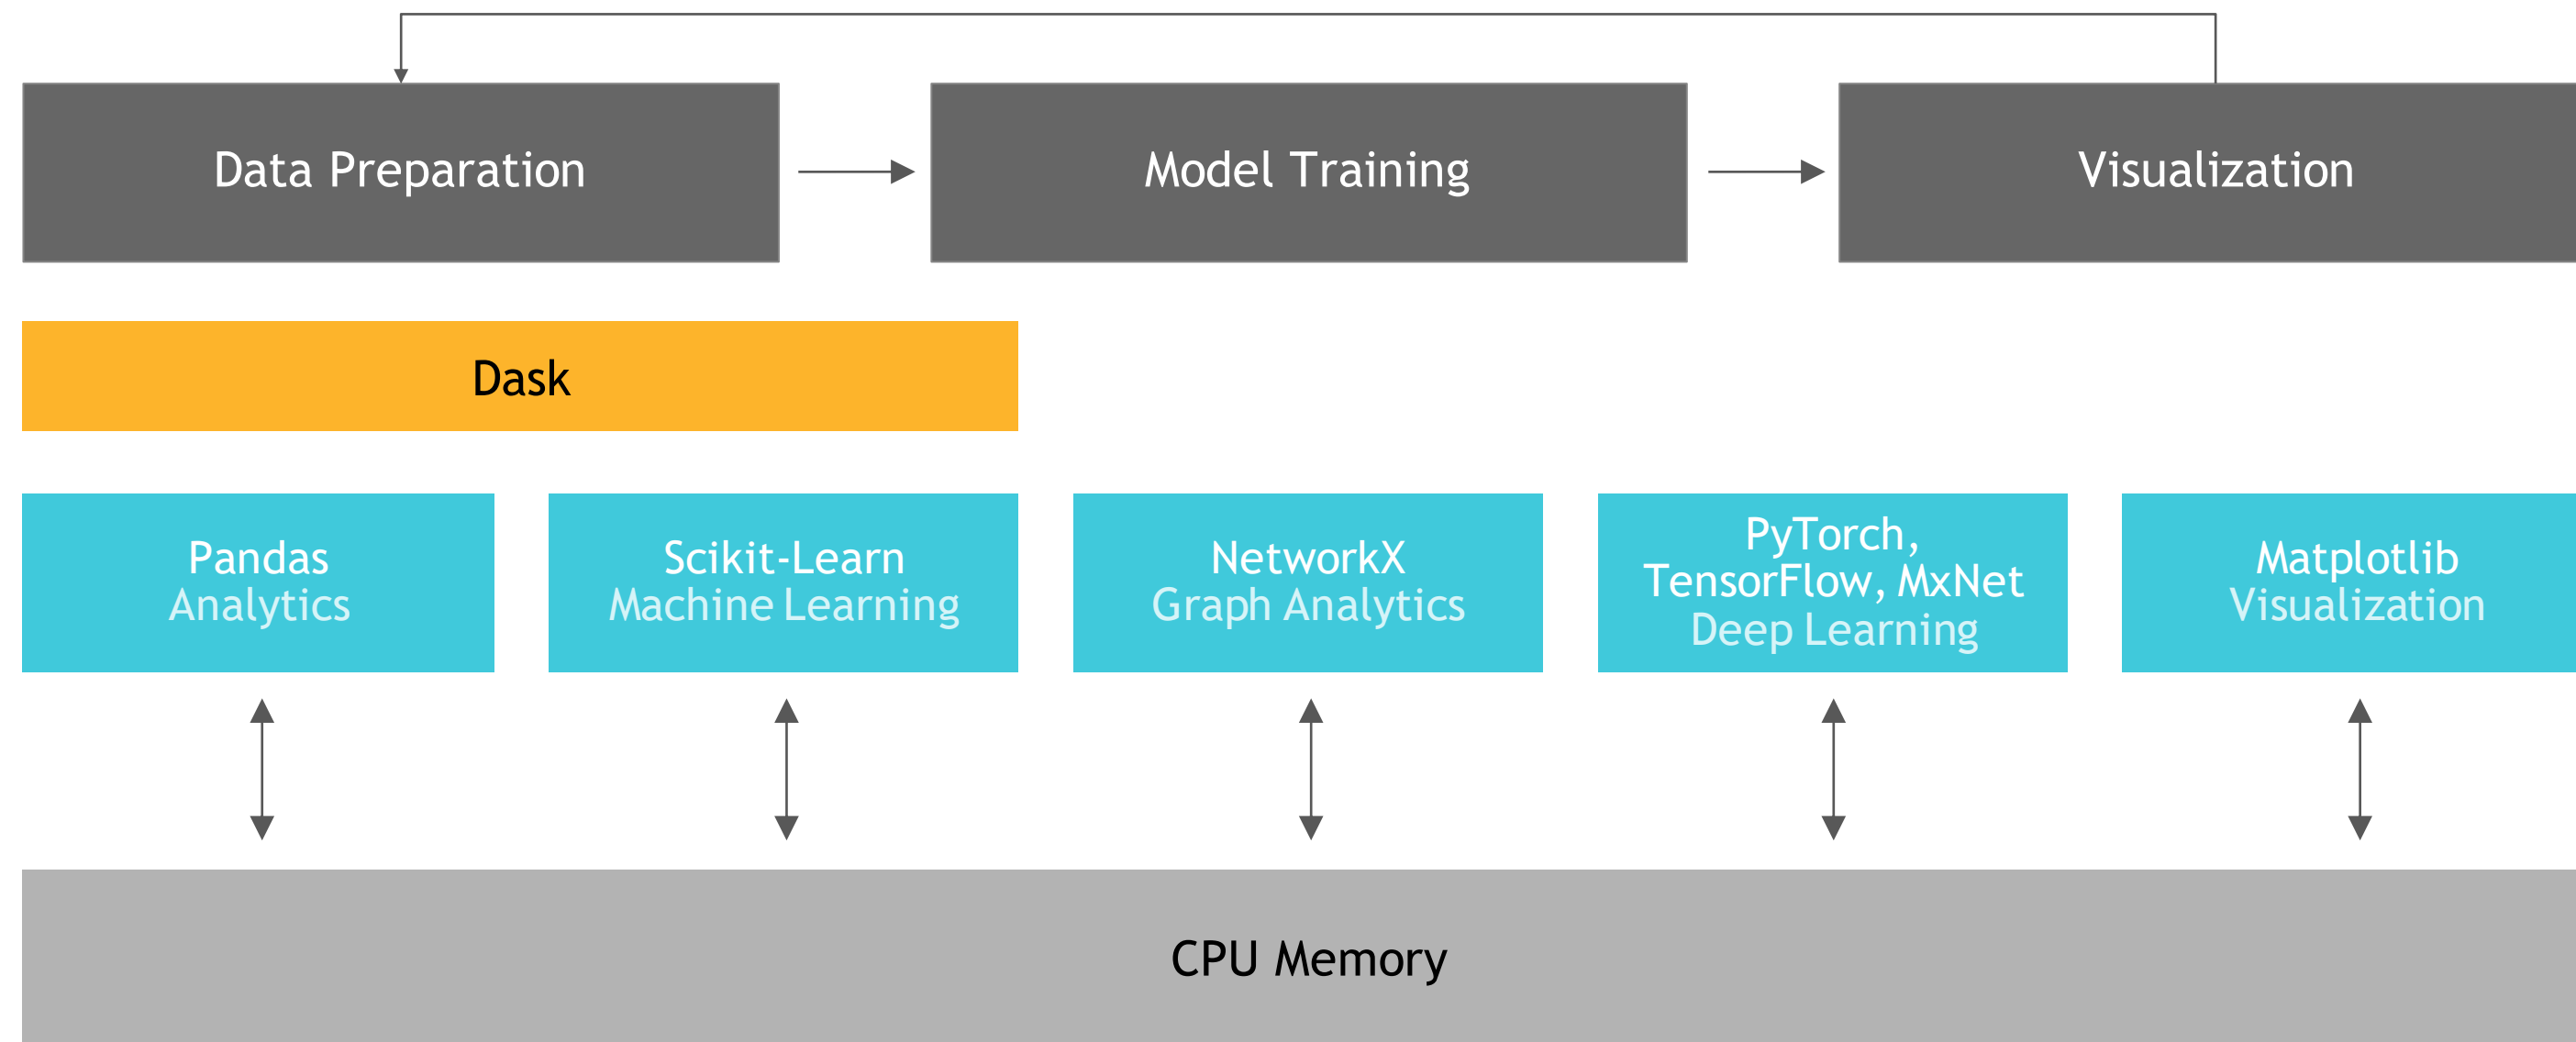 Data Preparation
Model Training
Visualization
Dask
Pandas
Analytics
Scikit-Learn
Machine Learning
NetworkX
Graph Analytics
PyTorch,
TensorFlow, MxNet
Deep Learning
Matplotlib
Visualization
CPU Memory